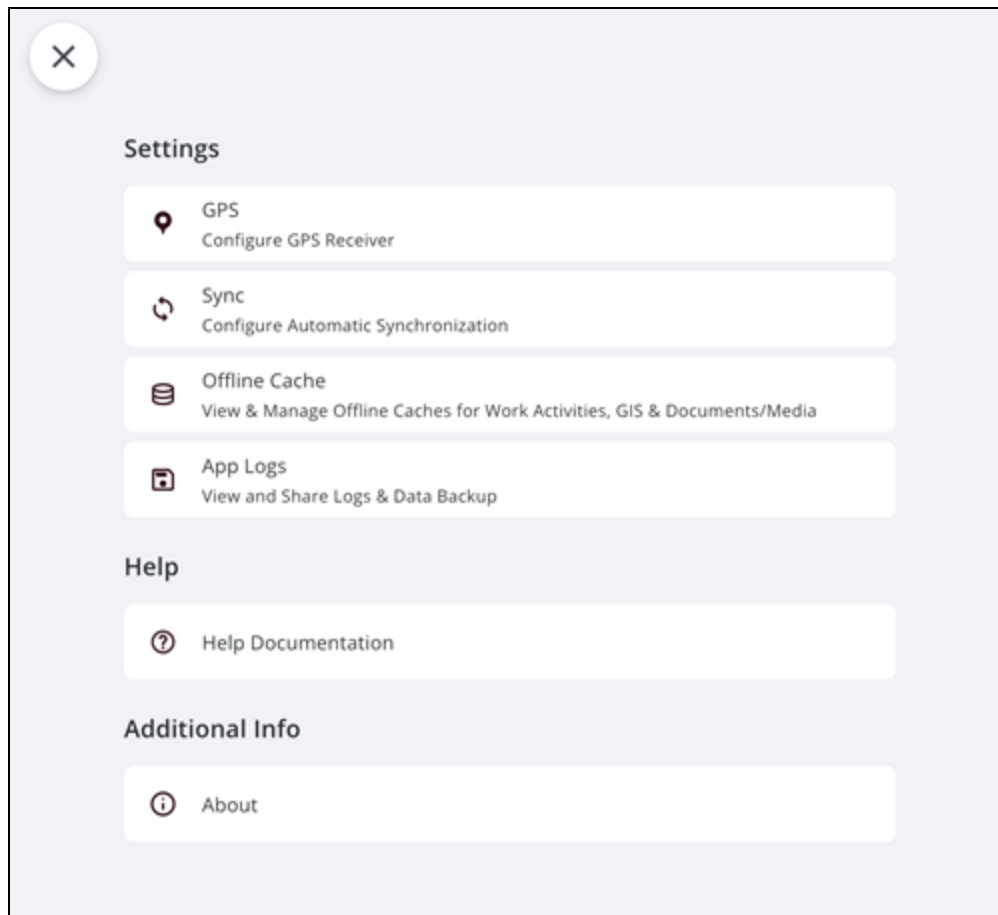 Settings
GPS
Configure GPS Receiver
Sync
Configure Automatic Synchronization
Offline Cache
View & Manage Offline Caches for Work Activities, GIS & Documents/Media
App Logs
View and Share Logs & Data Backup
Help
Help Documentation
Additional Info
About